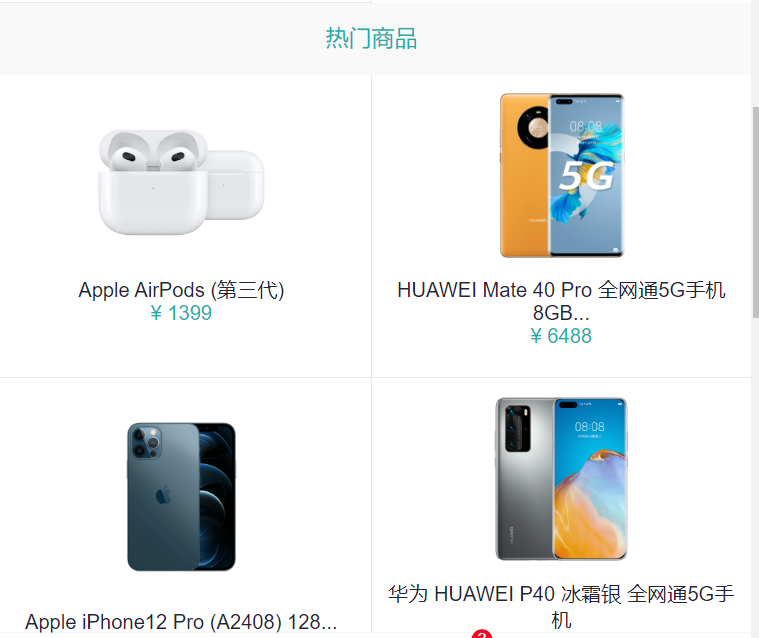 热门商品
08:08
5G
HUAWEI
Apple AirPods (第三代)
¥ 1399
HUAWEI Mate 40 Pro 全网通5G手机
8GB...
¥ 6488
08:08
HUAWEI
Apple iPhone12 Pro (A2408) 128...
华为 HUAWEI P40 冰霜银 全网通5G手
机
2